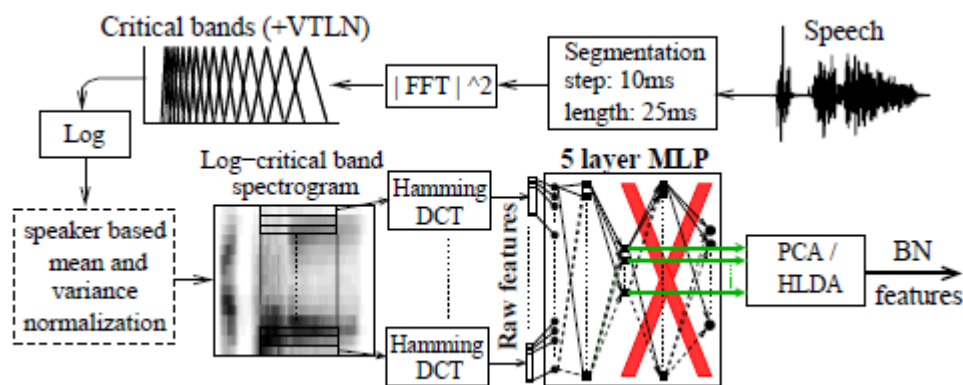 Critical bands (+VTLN)
Speech
Segmentation
step: 10ms
length: 25ms
| FFT | ^2
Log
Log−critical band
spectrogram
speaker based
mean and
variance
normalization
Hamming
DCT
Hamming
DCT
Raw features
5 layer MLP
PCA /
HLDA
BN
features